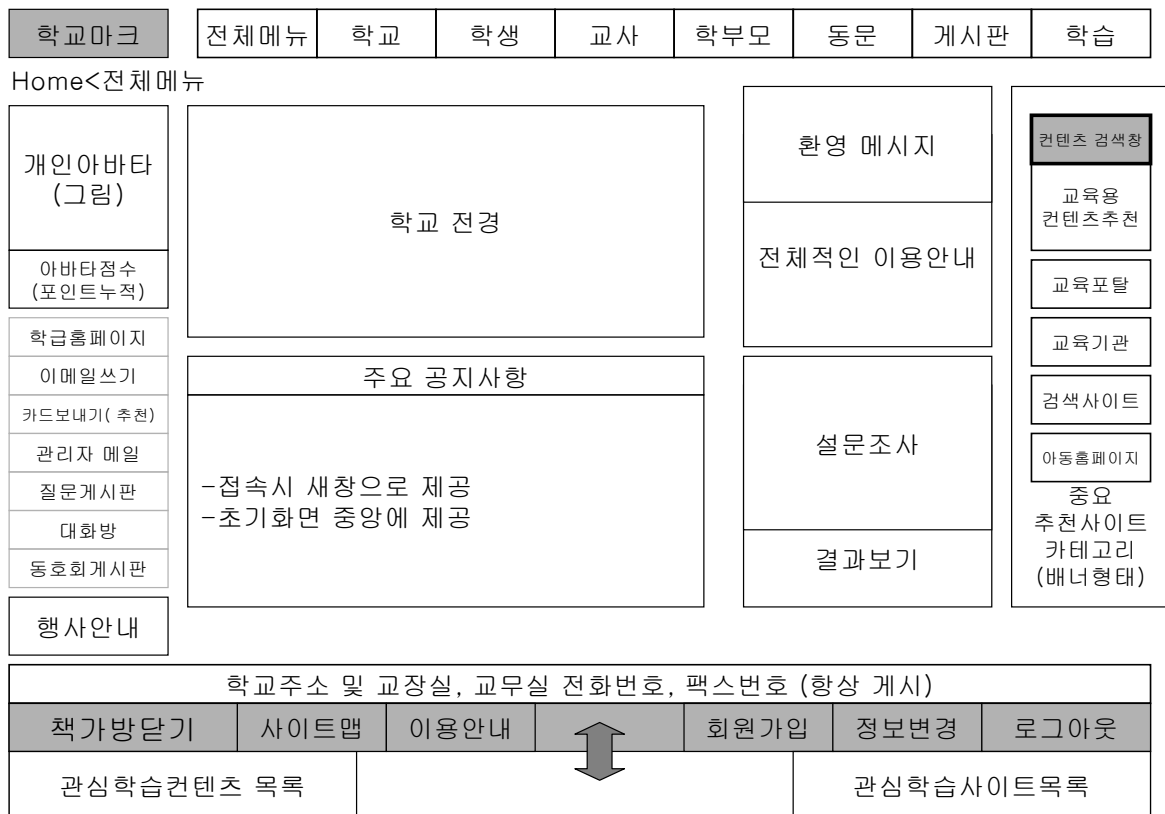 학교마크
전체메뉴
학교
학생
교사
학부모
동문
게시판
학습
Home<전체메뉴
개인아바타
(그림)
아바타점수
(포인트누적)
학급홈페이지
이메일쓰기
카드보내기( 추천)
관리자 메일
질문게시판
대화방
동호회게시판
행사안내
학교 전경
주요 공지사항
-접속시 새창으로 제공
-초기화면 중앙에 제공
환영 메시지
전체적인 이용안내
설문조사
결과보기
컨텐츠 검색창
교육용
컨텐츠추천
교육포탈
교육기관
검색사이트
아동홈페이지
중요
추천사이트
카테고리
(배너형태)
학교주소 및 교장실, 교무실 전화번호, 팩스번호 (항상 게시)
책가방닫기
사이트맵
이용안내
회원가입
정보변경
로그아웃
관심학습컨텐츠 목록
관심학습사이트목록